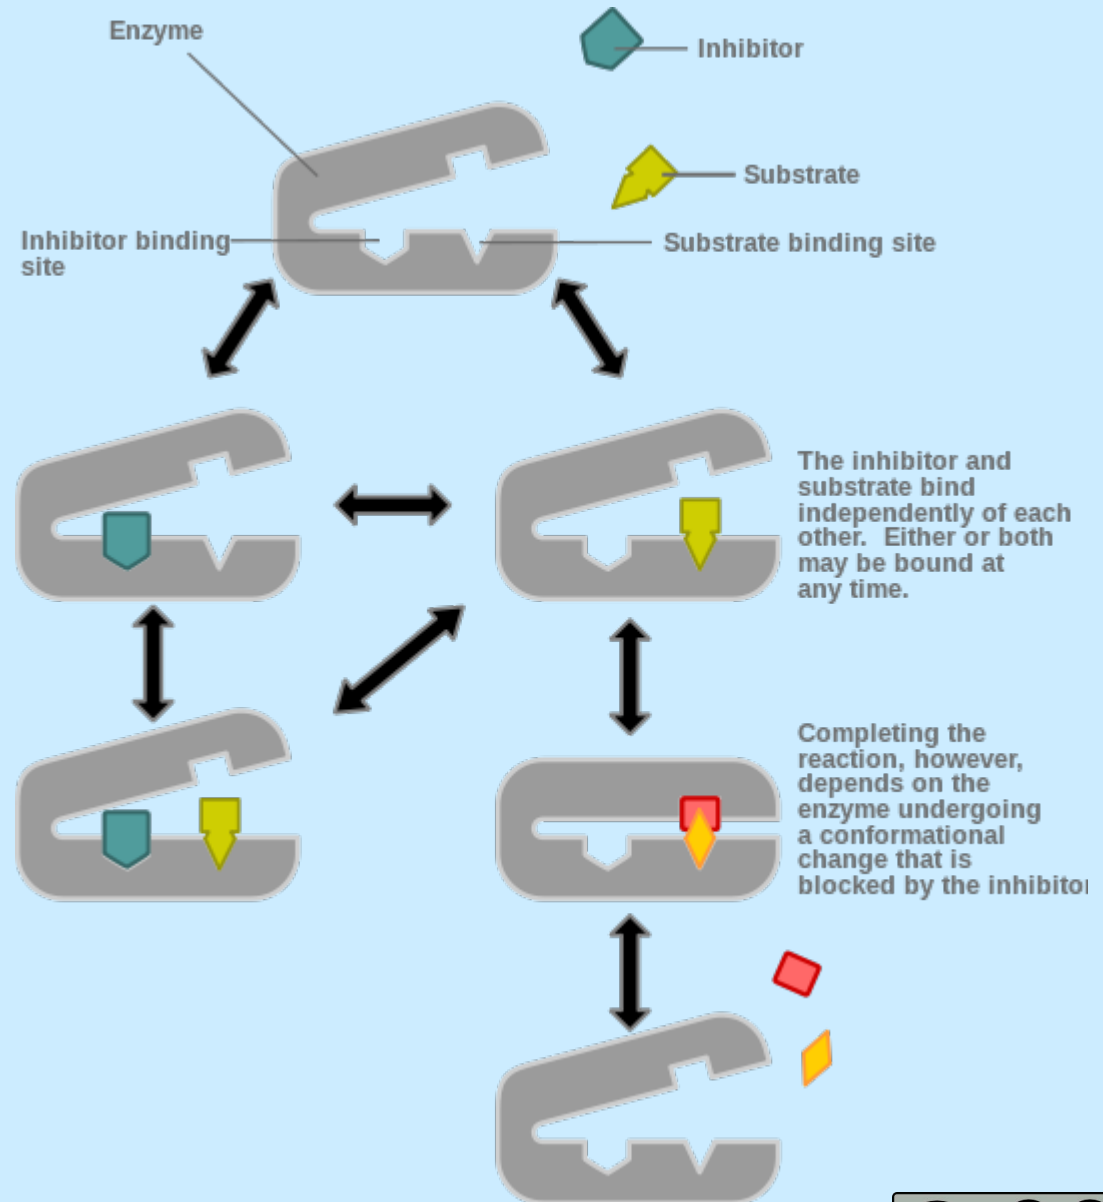 Enzyme
Inhibitor
Substrate
Inhibitor binding
site
Substrate binding site
The inhibitor and
substrate bind
independently of each
other.  Either or both
may be bound at
any time.
Completing the
reaction, however,
depends on the
enzyme undergoing
a conformational
change that is
blocked by the inhibitor